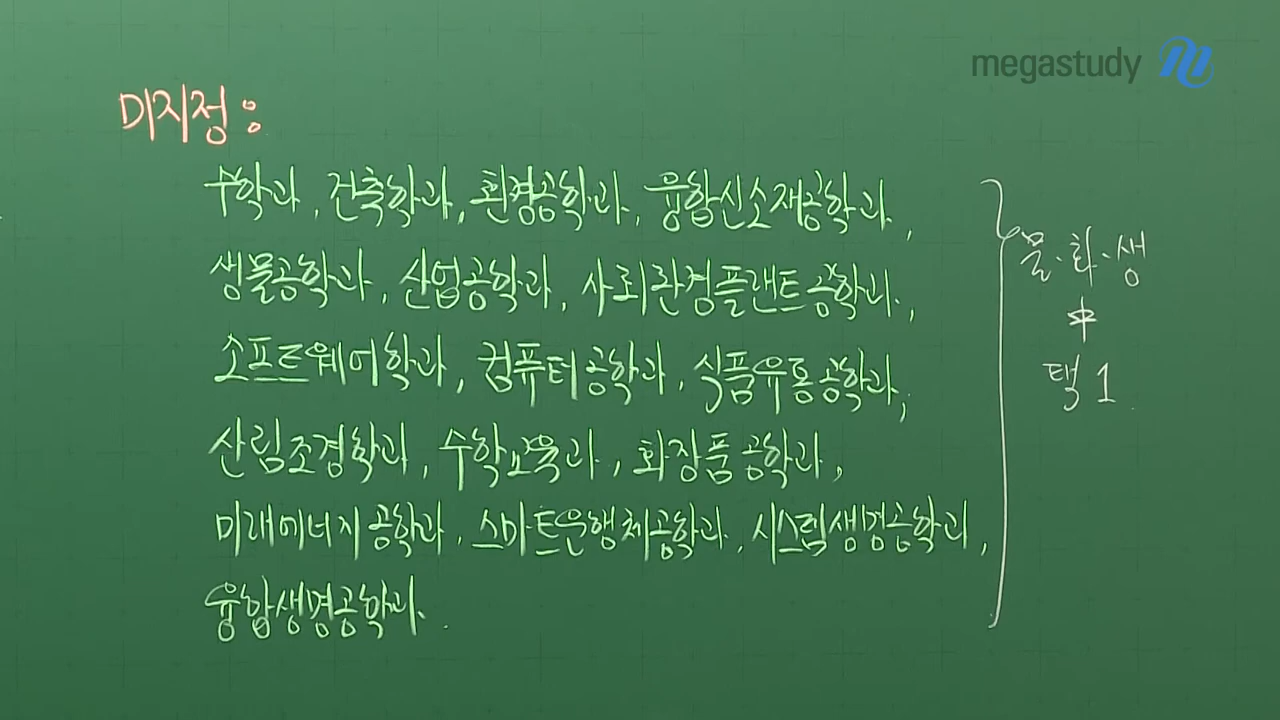 megastudy
미지정 :
수학과, 건축학과, 환경공학과, 융합신소재공학과,
생물공학과, 산업공학과, 사회환경플랜트공학과,
소프트웨어학과, 컴퓨터공학과, 식품유통공학과,
산림조경학과, 수학교육과, 화장품공학과,
미래에너지공학과, 스마트운행체공학과, 시스템생명공학과,
융합생명공학과.
물·화·생
中
택 1